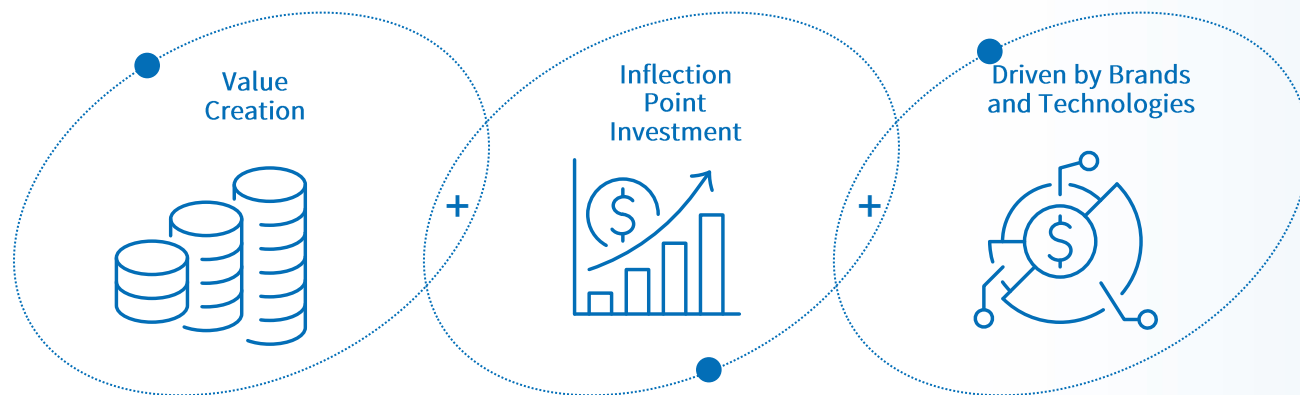 Value
Creation
Inflection
Point
Investment
Driven by Brands
and Technologies
+
+
$
$